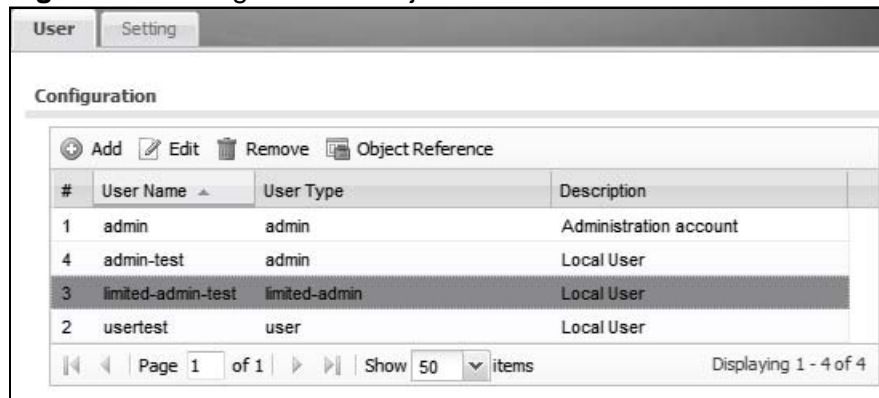 User Setting
Configuration
Add Edit Remove Object Reference
# User Name User Type Description
1 admin admin Administration account
4 admin-test admin Local User
3 limited-admin-test limited-admin Local User
2 usertest user Local User
Page 1 of 1 Show 50 items Displaying 1 - 4 of 4